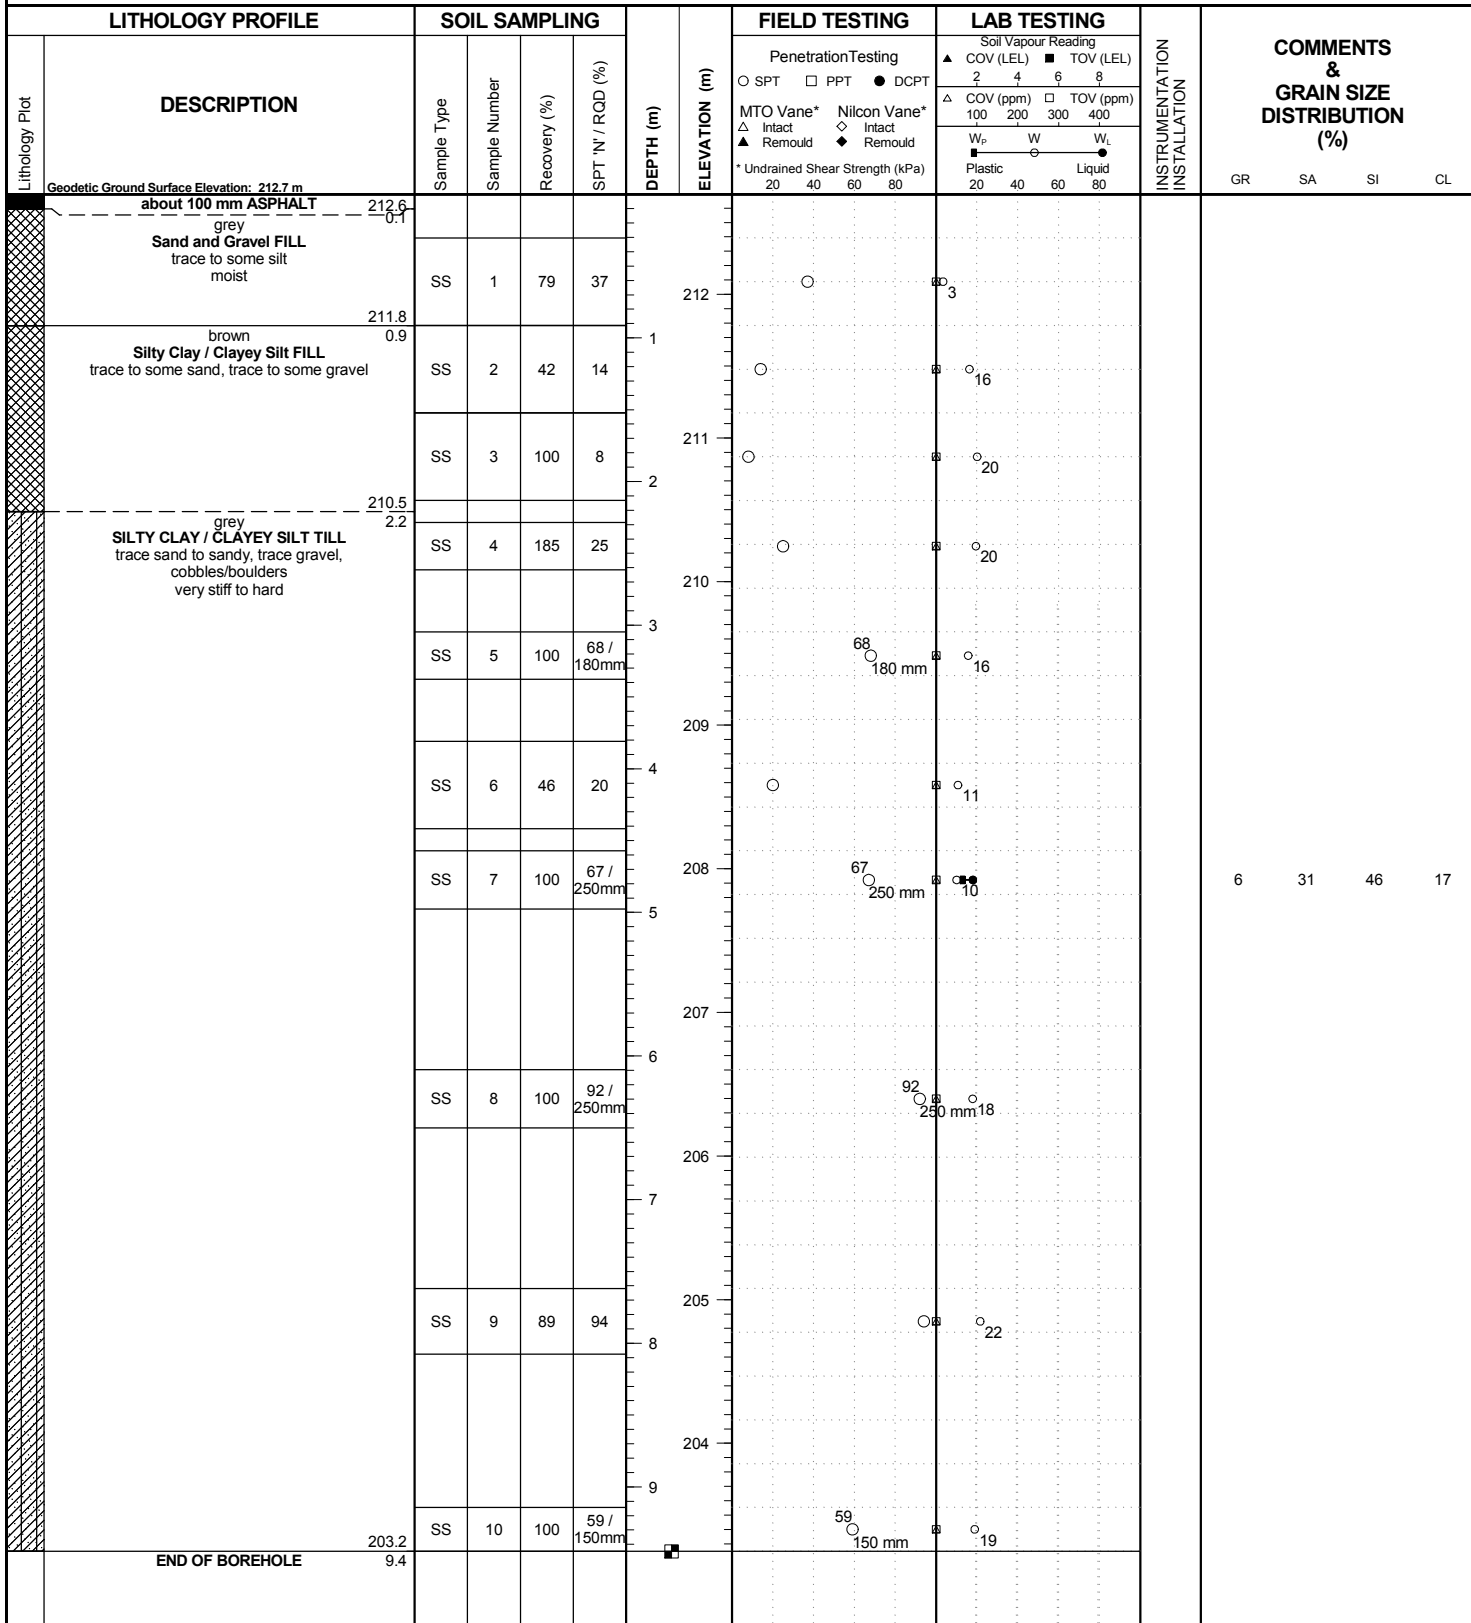 LITHOLOGY PROFILE
SOIL SAMPLING
FIELD TESTING
LAB TESTING
Lithology Plot
DESCRIPTION
Geodetic Ground Surface Elevation: 212.7 m
Sample Type
Sample Number
Recovery (%)
SPT 'N' / RQD (%)
DEPTH (m)
ELEVATION (m)
PenetrationTesting
SPT PPT DCPT
MTO Vane* Nilcon Vane*
Intact Intact
Remould Remould
* Undrained Shear Strength (kPa)
20 40 60 80
Soil Vapour Reading
COV (LEL) TOV (LEL)
2 4 6 8
COV (ppm) TOV (ppm)
100 200 300 400
WP W WL
Plastic Liquid
20 40 60 80
INSTRUMENTATION
INSTALLATION
COMMENTS
&
GRAIN SIZE
DISTRIBUTION
(%)
GR SA SI CL
about 100 mm ASPHALT 212.6
0.1
grey
Sand and Gravel FILL
trace to some silt
moist
SS 1 79 37
212
3
211.8
0.9
brown
Silty Clay / Clayey Silt FILL
trace to some sand, trace to some gravel
1
SS 2 42 14
16
211
SS 3 100 8
20
2
210.5
2.2
grey
SILTY CLAY / CLAYEY SILT TILL
trace sand to sandy, trace gravel,
cobbles/boulders
very stiff to hard
SS 4 185 25
20
210
3
SS 5 100 68 /
180mm
68
180 mm
16
209
4
SS 6 46 20
11
208
SS 7 100 67 /
250mm
67
250 mm
10
6 31 46 17
5
207
6
SS 8 100 92 /
250mm
92
250 mm
18
206
7
205
SS 9 89 94
22
8
204
9
SS 10 100 59 /
150mm
59
150 mm
19
203.2
END OF BOREHOLE 9.4